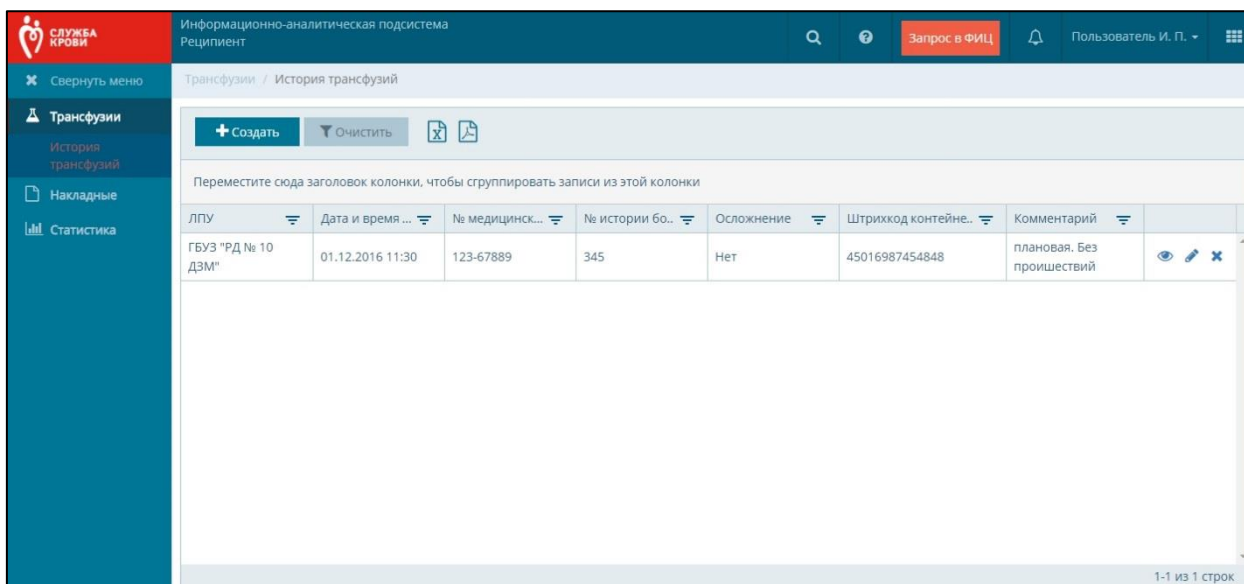 СЛУЖБА
КРОВИ
Информационно-аналитическая подсистема
Реципиент
Запрос в ФИЦ
Пользователь И. П.
Свернуть меню
Трансфузии / История трансфузий
Трансфузии
История
трансфузий
Накладные
Статистика
Создать
Очистить
Переместите сюда заголовок колонки, чтобы сгруппировать записи из этой колонки
ЛПУ Дата и время ... № медицинск... № истории бо.. Осложнение Штрихкод контейне.. Комментарий
ГБУЗ "РД № 10
ДЗМ"
01.12.2016 11:30 123-67889 345 Нет 45016987454848
плановая. Без
проишествий
1-1 из 1 строк